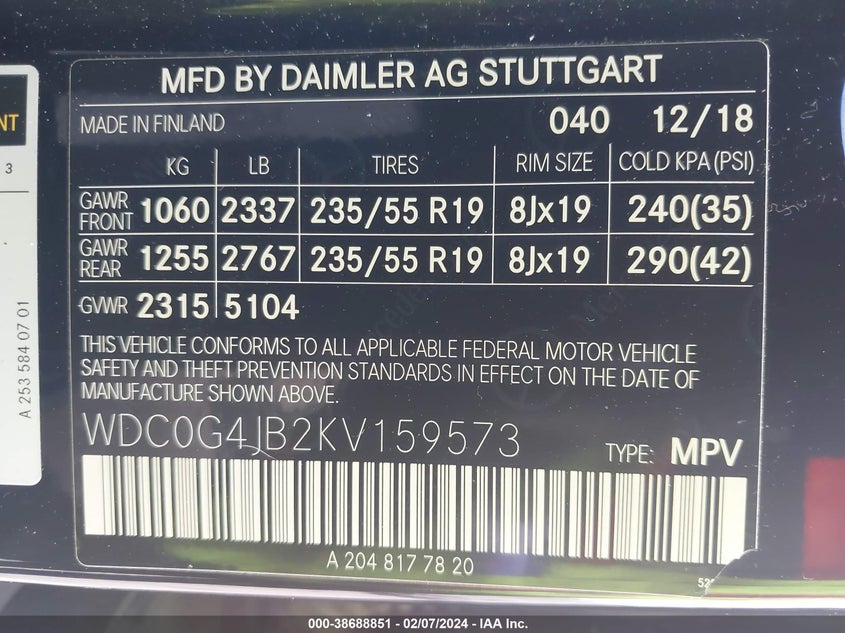 MFD BY DAIMLER AG STUTTGART
MADE IN FINLAND 040 12/18
KG LB TIRES RIM SIZE COLD KPA (PSI)
GAWR FRONT 1060 2337 235/55 R19 8Jx19 240(35)
GAWR REAR 1255 2767 235/55 R19 8Jx19 290(42)
GVWR 2315 5104
THIS VEHICLE CONFORMS TO ALL APPLICABLE FEDERAL MOTOR VEHICLE
SAFETY AND THEFT PREVENTION STANDARDS IN EFFECT ON THE DATE OF
MANUFACTURE SHOWN ABOVE.
WDC0G4JB2KV159573 TYPE: MPV
A 204 817 78 20
NT
3
A 253 584 07 01
000-38688851 - 02/07/2024 - IAA Inc.